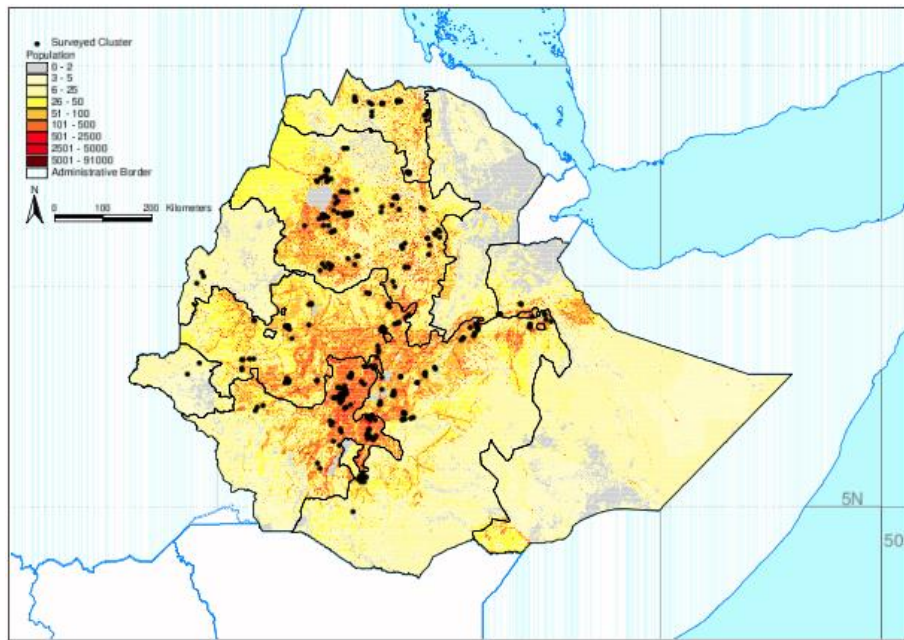 Surveyed Cluster
Population
0 - 2
3 - 5
6 - 25
26 - 50
51 - 100
101 - 500
501 - 2500
2501 - 5000
5001 - 91000
Administrative Border
N
0 100 200 Kilometers
5N
50